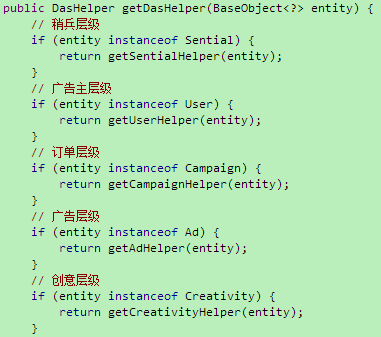 public DasHelper getDasHelper(BaseObject<?> entity) {
// 稍兵层级
if (entity instanceof Sential) {
return getSentialHelper(entity);
}
// 广告主层级
if (entity instanceof User) {
return getUserHelper(entity);
}
// 订单层级
if (entity instanceof Campaign) {
return getCampaignHelper(entity);
}
// 广告层级
if (entity instanceof Ad) {
return getAdHelper(entity);
}
// 创意层级
if (entity instanceof Creativity) {
return getCreativityHelper(entity);
}